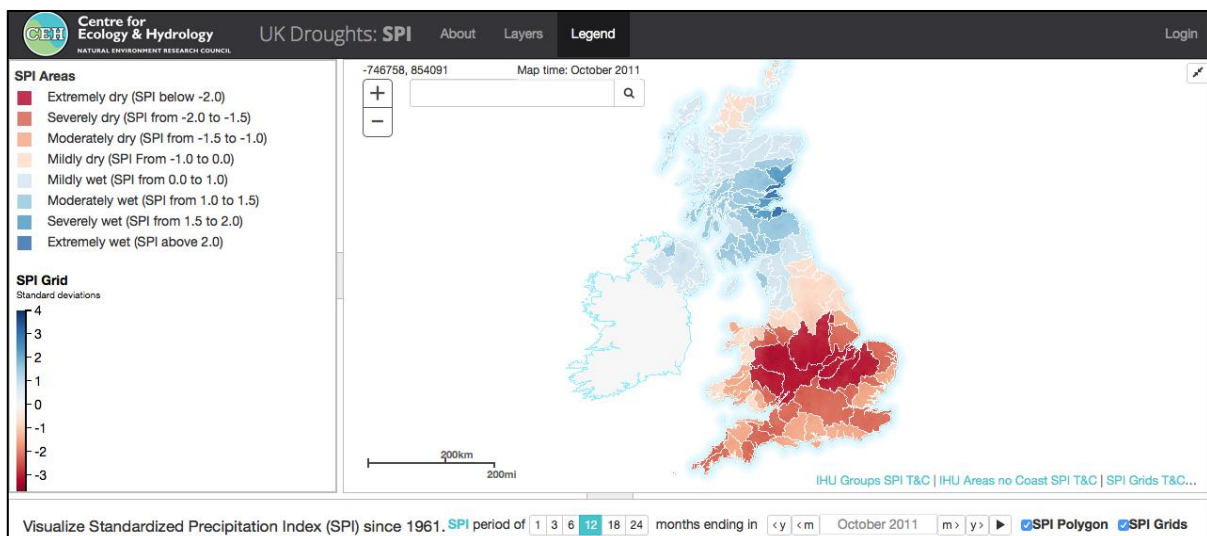 CEH
Centre for
Ecology & Hydrology
NATURAL ENVIRONMENT RESEARCH COUNCIL
UK Droughts: SPI About Layers Legend Login
SPI Areas
Extremely dry (SPI below -2.0)
Severely dry (SPI from -2.0 to -1.5)
Moderately dry (SPI from -1.5 to -1.0)
Mildly dry (SPI From -1.0 to 0.0)
Mildly wet (SPI from 0.0 to 1.0)
Moderately wet (SPI from 1.0 to 1.5)
Severely wet (SPI from 1.5 to 2.0)
Extremely wet (SPI above 2.0)
SPI Grid
Standard deviations
4
3
2
1
0
-1
-2
-3
-746758, 854091 Map time: October 2011
+
−
200km
200mi
IHU Groups SPI T&C | IHU Areas no Coast SPI T&C | SPI Grids T&C...
Visualize Standardized Precipitation Index (SPI) since 1961. SPI period of 1 3 6 12 18 24 months ending in <y <m October 2011 m> y> SPI Polygon SPI Grids